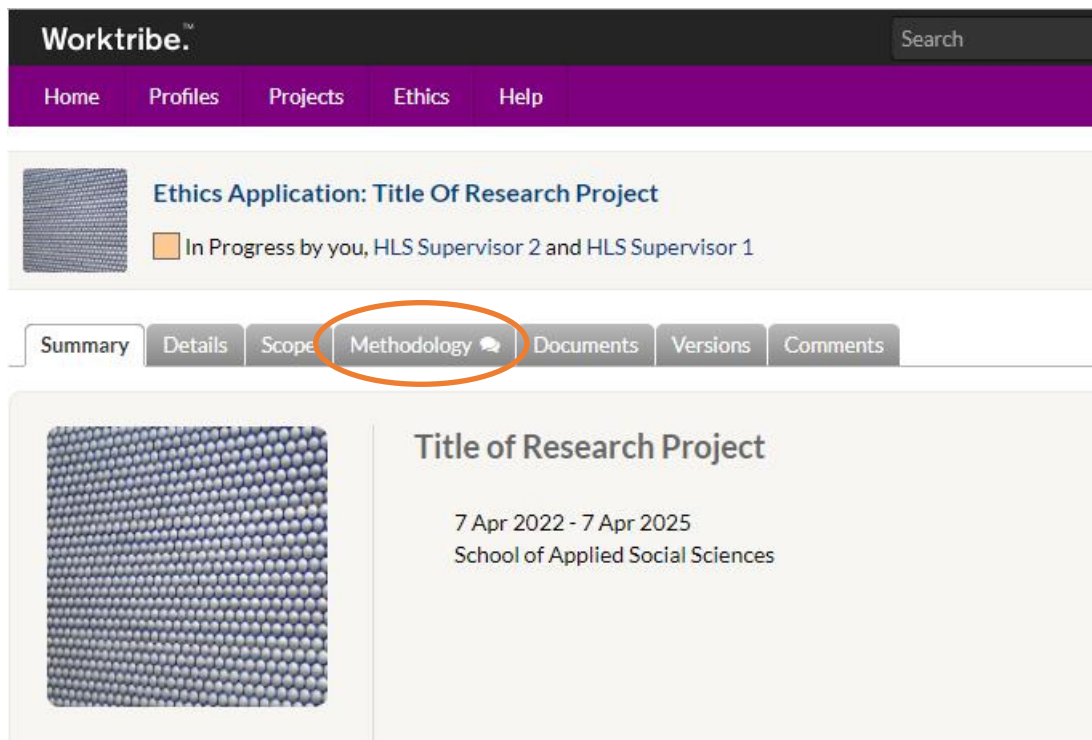 Worktribe.™
Search
Home Profiles Projects Ethics Help
Ethics Application: Title Of Research Project
In Progress by you, HLS Supervisor 2 and HLS Supervisor 1
Summary Details Scope Methodology Documents Versions Comments
Title of Research Project
7 Apr 2022 - 7 Apr 2025
School of Applied Social Sciences